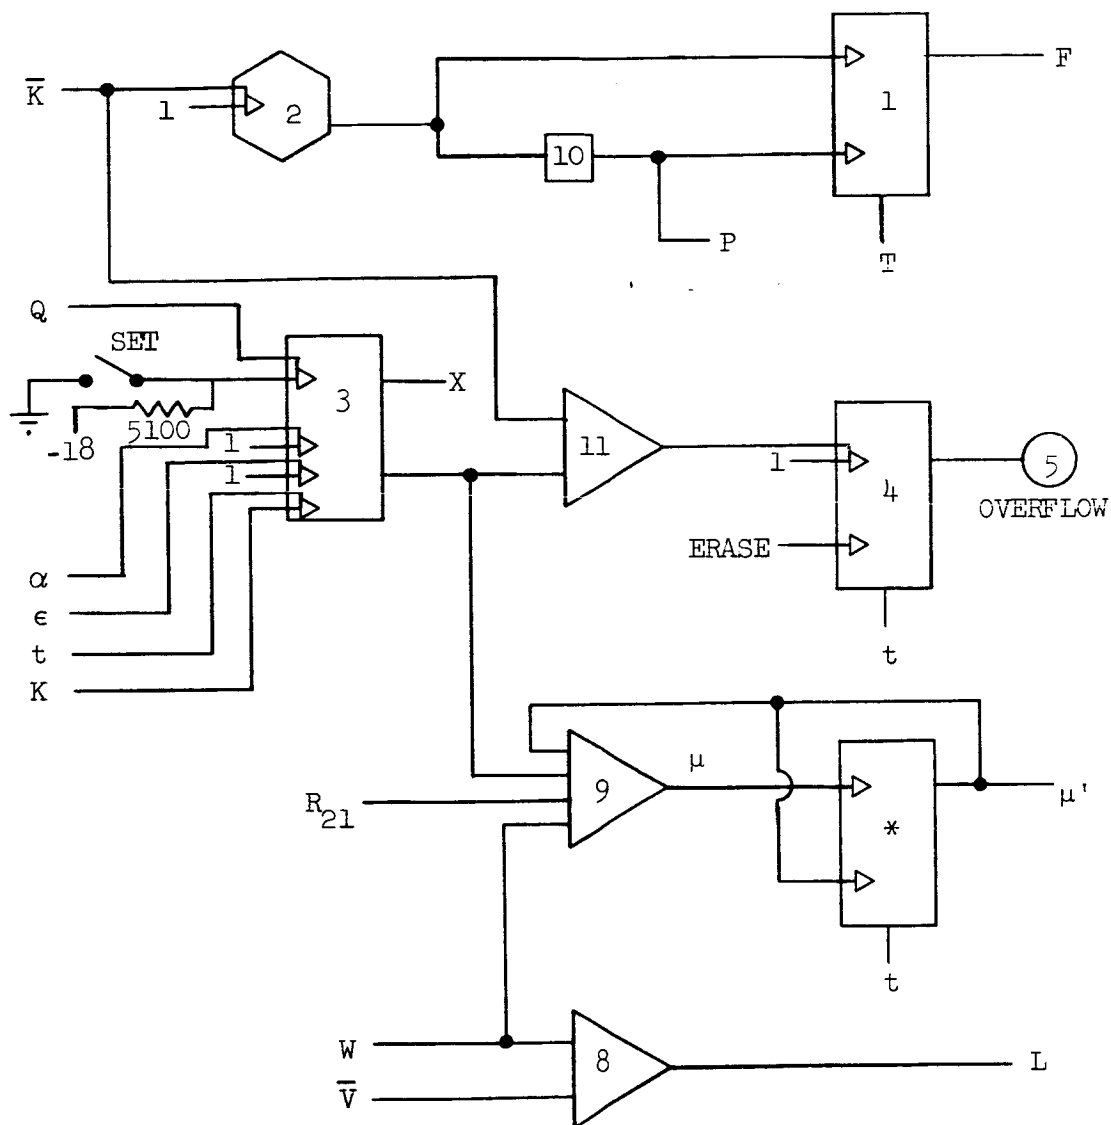 K̅
1
2
10
1
F
P
T
Q
SET
-18
5100
1
1
3
X
11
1
4
5
OVERFLOW
ERASE
t
α
ϵ
t
K
R21
9
μ
*
μ'
t
W
V̅
8
L